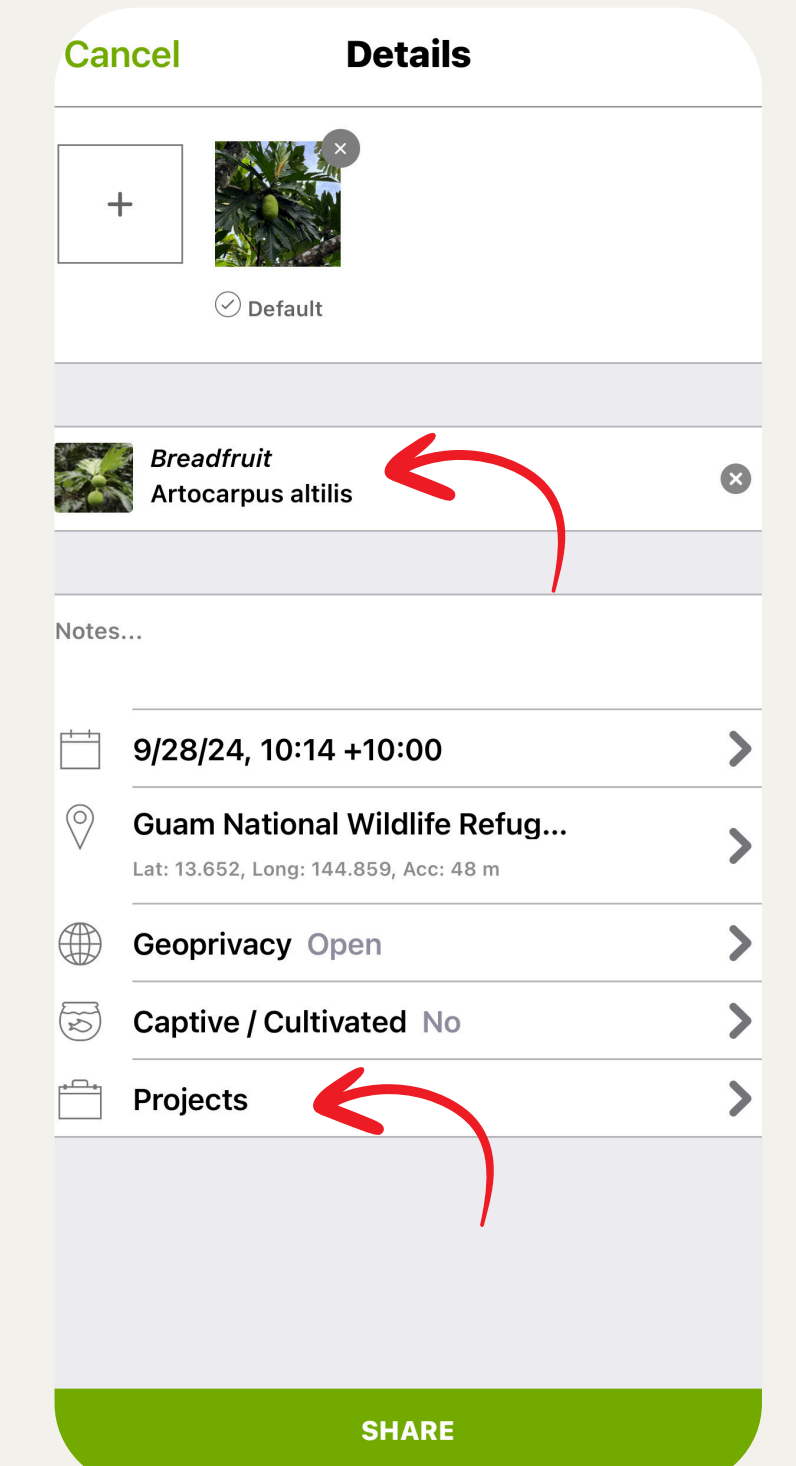 Cancel
Details
Default
Breadfruit
Artocarpus altilis
Notes...
9/28/24, 10:14 +10:00
Guam National Wildlife Refug...
Lat: 13.652, Long: 144.859, Acc: 48 m
Geoprivacy Open
Captive / Cultivated No
Projects
SHARE